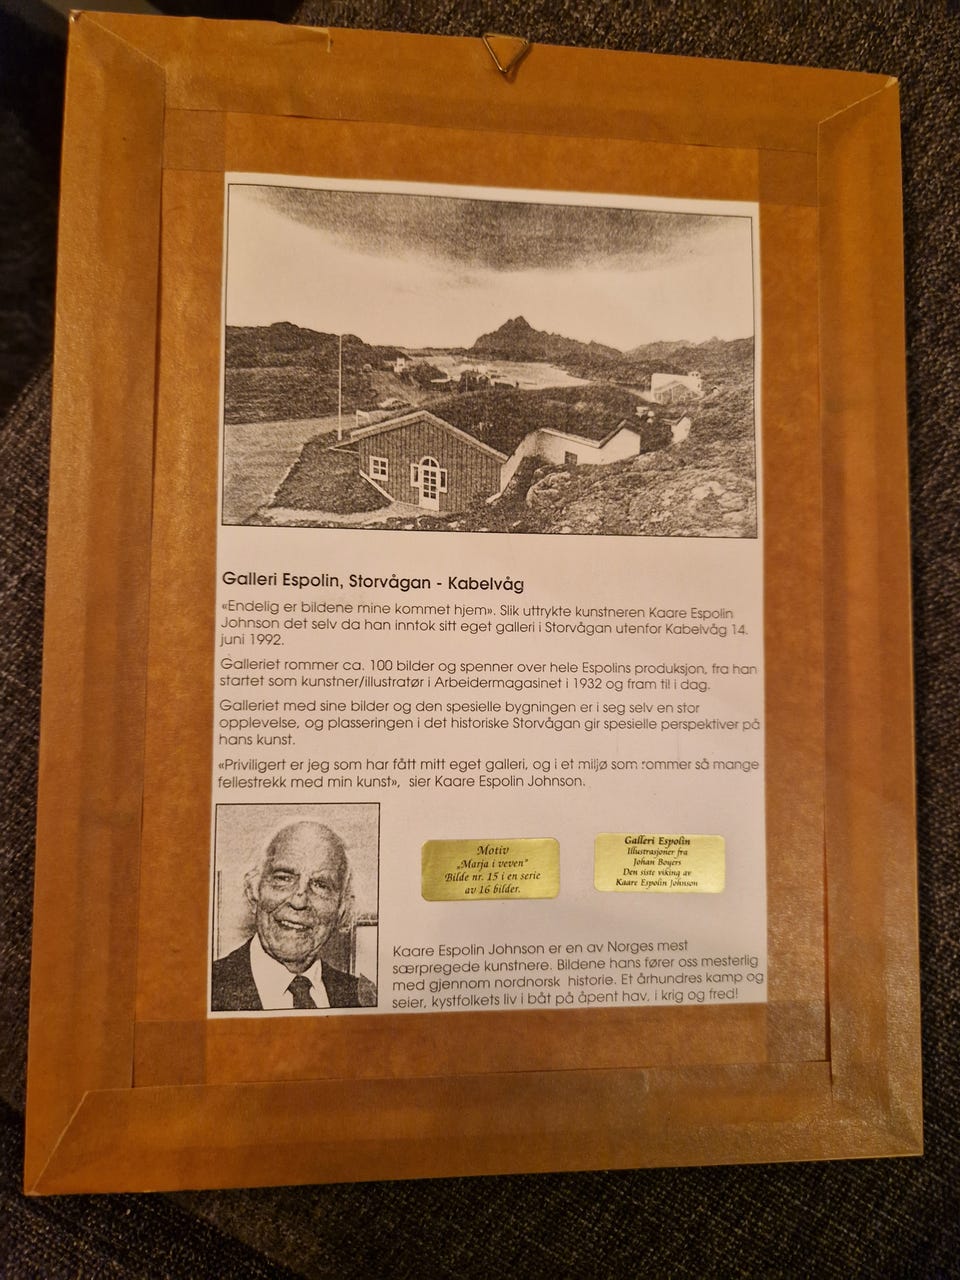 Galleri Espolin, Storvågan - Kabelvåg
«Endelig er bildene mine kommet hjem». Slik uttrykte kunstneren Kaare Espolin
Johnson det selv da han inntok sitt eget galleri i Storvågan utenfor Kabelvåg 14.
juni 1992.
Galleriet rommer ca. 100 bilder og spenner over hele Espolins produksjon, fra han
startet som kunstner/illustratør i Arbeidermagasinet i 1932 og fram til i dag.
Galleriet med sine bilder og den spesielle bygningen er i seg selv en stor
opplevelse, og plasseringen i det historiske Storvågan gir spesielle perspektiver på
hans kunst.
«Priviligert er jeg som har fått mitt eget galleri, og i et miljø som rommer så mange
fellestrekk med min kunst», sier Kaare Espolin Johnson.
Motiv
„Marja i veven”
Bilde nr. 15 i en serie
av 16 bilder.
Galleri Espolin
Illustrasjoner fra
Johan Boyers
Den siste viking av
Kaare Espolin Johnson
Kaare Espolin Johnson er en av Norges mest
særpregede kunstnere. Bildene hans fører oss mesterlig
med gjennom nordnorsk historie. Et århundres kamp og
seier, kystfolkets liv i båt på åpent hav, i krig og fred!